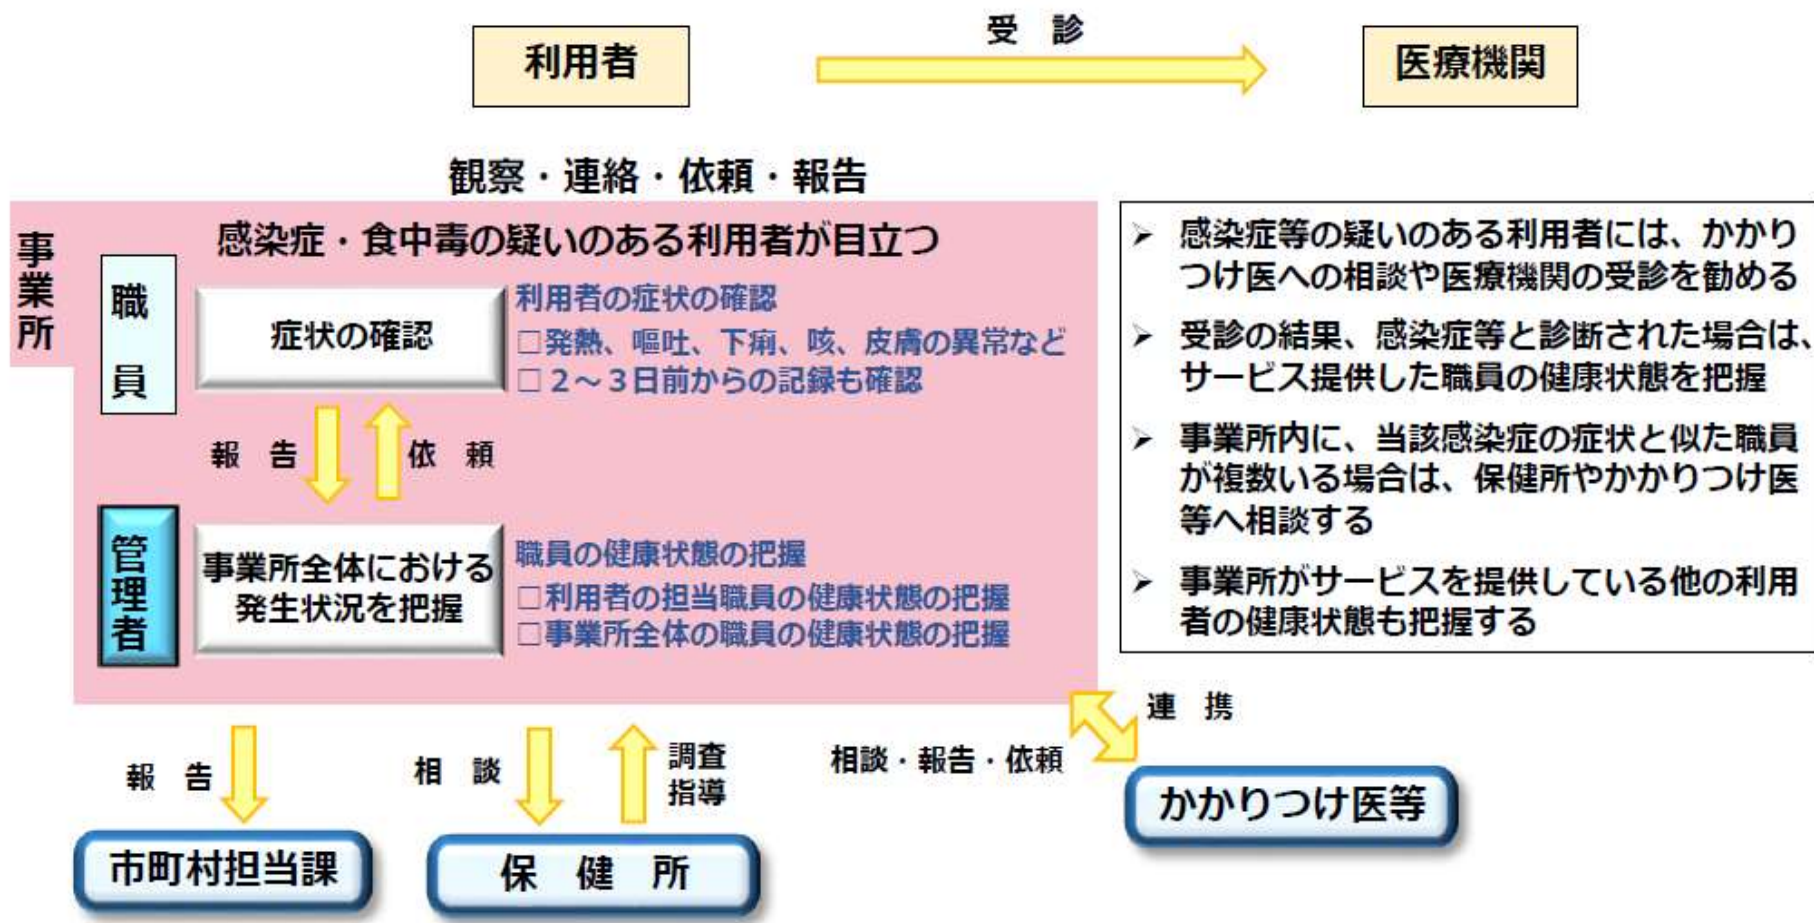 利用者
受 診
医療機関
観察・連絡・依頼・報告
事業所
感染症・食中毒の疑いのある利用者が目立つ
職員
症状の確認
利用者の症状の確認
□発熱、嘔吐、下痢、咳、皮膚の異常など
□２～３日前からの記録も確認
報 告
依 頼
管理者
事業所全体における
発生状況を把握
職員の健康状態の把握
□利用者の担当職員の健康状態の把握
□事業所全体の職員の健康状態の把握
➢ 感染症等の疑いのある利用者には、かかり
つけ医への相談や医療機関の受診を勧める
➢ 受診の結果、感染症等と診断された場合は、
サービス提供した職員の健康状態を把握
➢ 事業所内に、当該感染症の症状と似た職員
が複数いる場合は、保健所やかかりつけ医
等へ相談する
➢ 事業所がサービスを提供している他の利用
者の健康状態も把握する
報 告
相 談
調査
指導
相談・報告・依頼
連 携
市町村担当課
保 健 所
かかりつけ医等